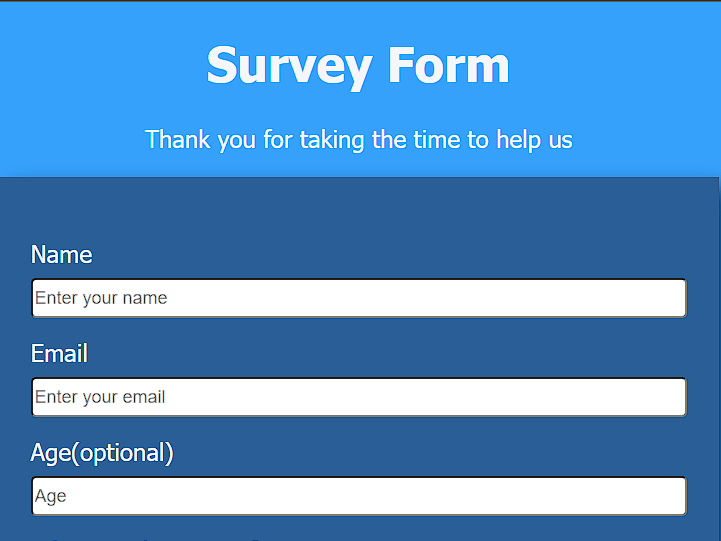 Survey Form
Thank you for taking the time to help us
Name
Enter your name
Email
Enter your email
Age(optional)
Age